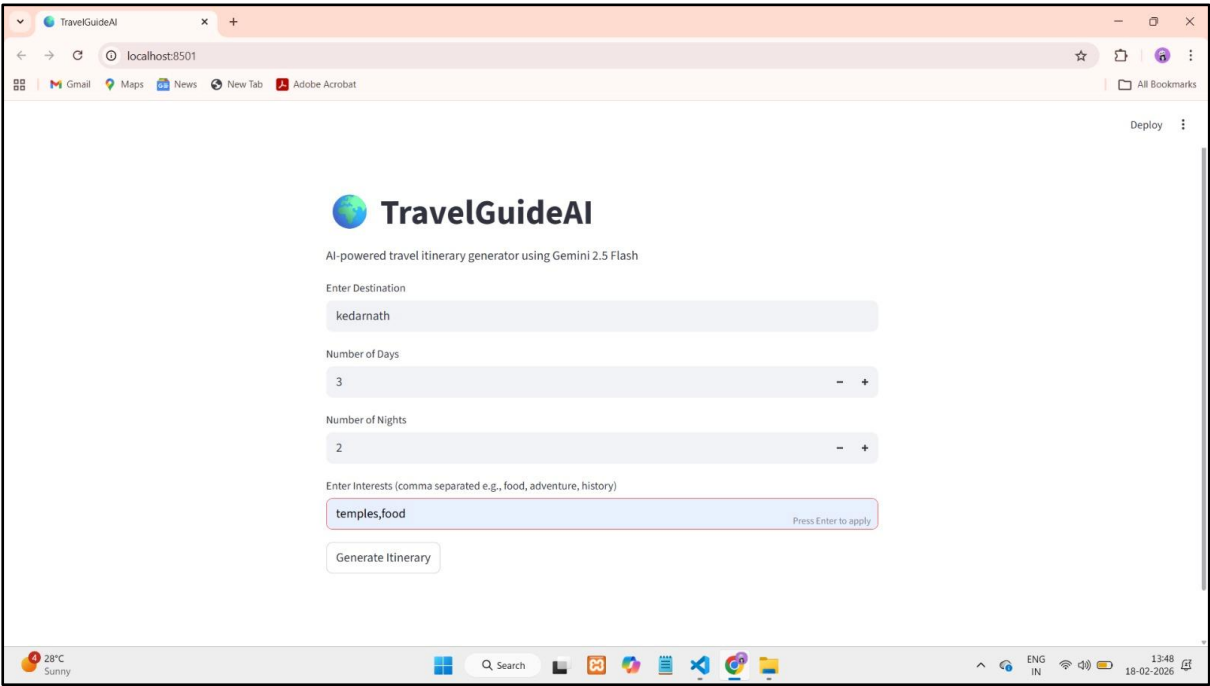 TravelGuideAI
localhost:8501
Gmail Maps News New Tab Adobe Acrobat All Bookmarks
Deploy
TravelGuideAI
AI-powered travel itinerary generator using Gemini 2.5 Flash
Enter Destination
kedarnath
Number of Days
3
Number of Nights
2
Enter Interests (comma separated e.g., food, adventure, history)
temples,food
Press Enter to apply
Generate Itinerary
4 28°C
Sunny
Search
ENG
IN
13:48
18-02-2026